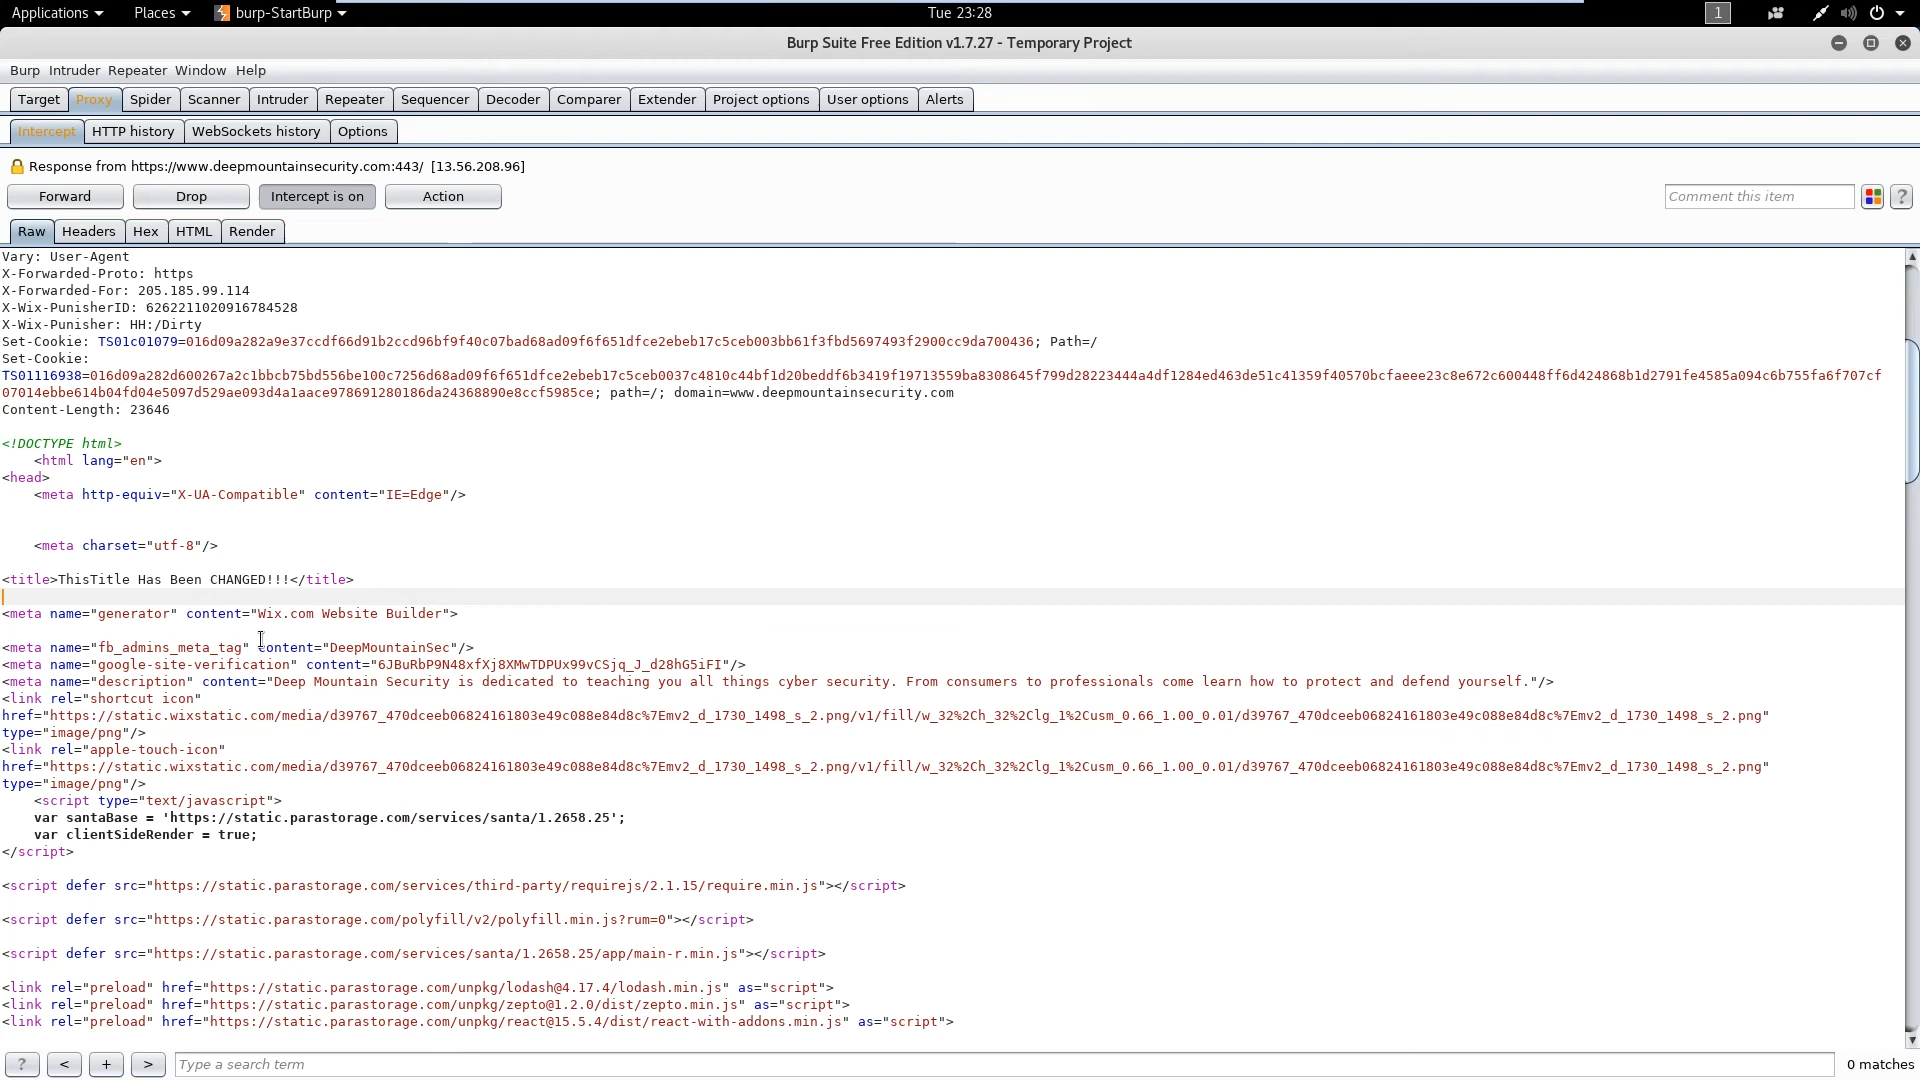 Applications Places burp-StartBurp Tue 23:28 1
Burp Suite Free Edition v1.7.27 - Temporary Project
Burp Intruder Repeater Window Help
Target Proxy Spider Scanner Intruder Repeater Sequencer Decoder Comparer Extender Project options User options Alerts
Intercept HTTP history WebSockets history Options
Response from https://www.deepmountainsecurity.com:443/ [13.56.208.96]
Forward Drop Intercept is on Action Comment this item ?
Raw Headers Hex HTML Render
Vary: User-Agent
X-Forwarded-Proto: https
X-Forwarded-For: 205.185.99.114
X-Wix-PunisherID: 6262211020916784528
X-Wix-Punisher: HH:/Dirty
Set-Cookie: TS01c01079=016d09a282a9e37ccdf66d91b2ccd96bf9f40c07bad68ad09f6f651dfce2ebeb17c5ceb003bb61f3fbd5697493f2900cc9da700436; Path=/
Set-Cookie:
TS01116938=016d09a282d600267a2c1bbcb75bd556be100c7256d68ad09f6f651dfce2ebeb17c5ceb0037c4810c44bf1d20beddf6b3419f19713559ba8308645f799d28223444a4df1284ed463de51c41359f40570bcfaeee23c8e672c600448ff6d424868b1d2791fe4585a094c6b755fa6f707cf
07014ebbe614b04fd04e5097d529ae093d4a1aace978691280186da24368890e8ccf5985ce; path=/; domain=www.deepmountainsecurity.com
Content-Length: 23646
<!DOCTYPE html>
<html lang="en">
<head>
<meta http-equiv="X-UA-Compatible" content="IE=Edge"/>
<meta charset="utf-8"/>
<title>ThisTitle Has Been CHANGED!!!</title>
<meta name="generator" content="Wix.com Website Builder">
<meta name="fb_admins_meta_tag" content="DeepMountainSec"/>
<meta name="google-site-verification" content="6JBuRbP9N48xfXj8XMwTDPUx99vCSjq_J_d28hG5iFI"/>
<meta name="description" content="Deep Mountain Security is dedicated to teaching you all things cyber security. From consumers to professionals come learn how to protect and defend yourself."/>
<link rel="shortcut icon"
href="https://static.wixstatic.com/media/d39767_470dceeb06824161803e49c088e84d8c%7Emv2_d_1730_1498_s_2.png/v1/fill/w_32%2Ch_32%2Clg_1%2Cusm_0.66_1.00_0.01/d39767_470dceeb06824161803e49c088e84d8c%7Emv2_d_1730_1498_s_2.png"
type="image/png"/>
<link rel="apple-touch-icon"
href="https://static.wixstatic.com/media/d39767_470dceeb06824161803e49c088e84d8c%7Emv2_d_1730_1498_s_2.png/v1/fill/w_32%2Ch_32%2Clg_1%2Cusm_0.66_1.00_0.01/d39767_470dceeb06824161803e49c088e84d8c%7Emv2_d_1730_1498_s_2.png"
type="image/png"/>
<script type="text/javascript">
var santaBase = 'https://static.parastorage.com/services/santa/1.2658.25';
var clientSideRender = true;
</script>
<script defer src="https://static.parastorage.com/services/third-party/requirejs/2.1.15/require.min.js"></script>
<script defer src="https://static.parastorage.com/polyfill/v2/polyfill.min.js?rum=0"></script>
<script defer src="https://static.parastorage.com/services/santa/1.2658.25/app/main-r.min.js"></script>
<link rel="preload" href="https://static.parastorage.com/unpkg/lodash@4.17.4/lodash.min.js" as="script">
<link rel="preload" href="https://static.parastorage.com/unpkg/zepto@1.2.0/dist/zepto.min.js" as="script">
<link rel="preload" href="https://static.parastorage.com/unpkg/react@15.5.4/dist/react-with-addons.min.js" as="script">
? < + > Type a search term 0 matches